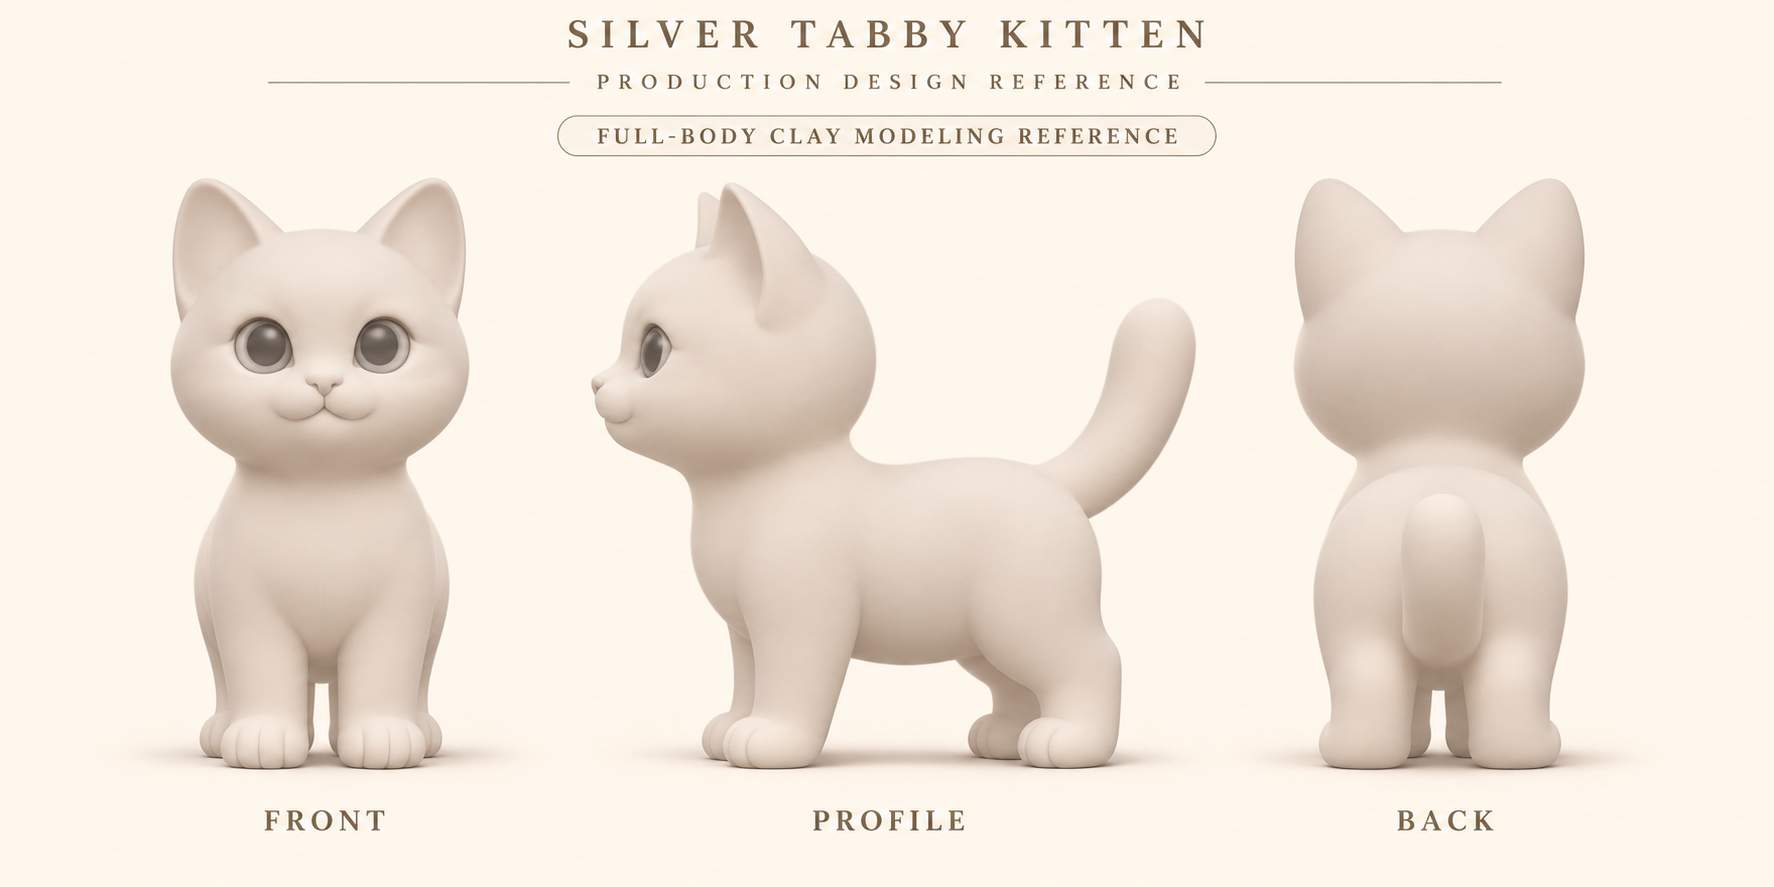 SILVER TABBY KITTEN
PRODUCTION DESIGN REFERENCE
FULL-BODY CLAY MODELING REFERENCE
FRONT
PROFILE
BACK